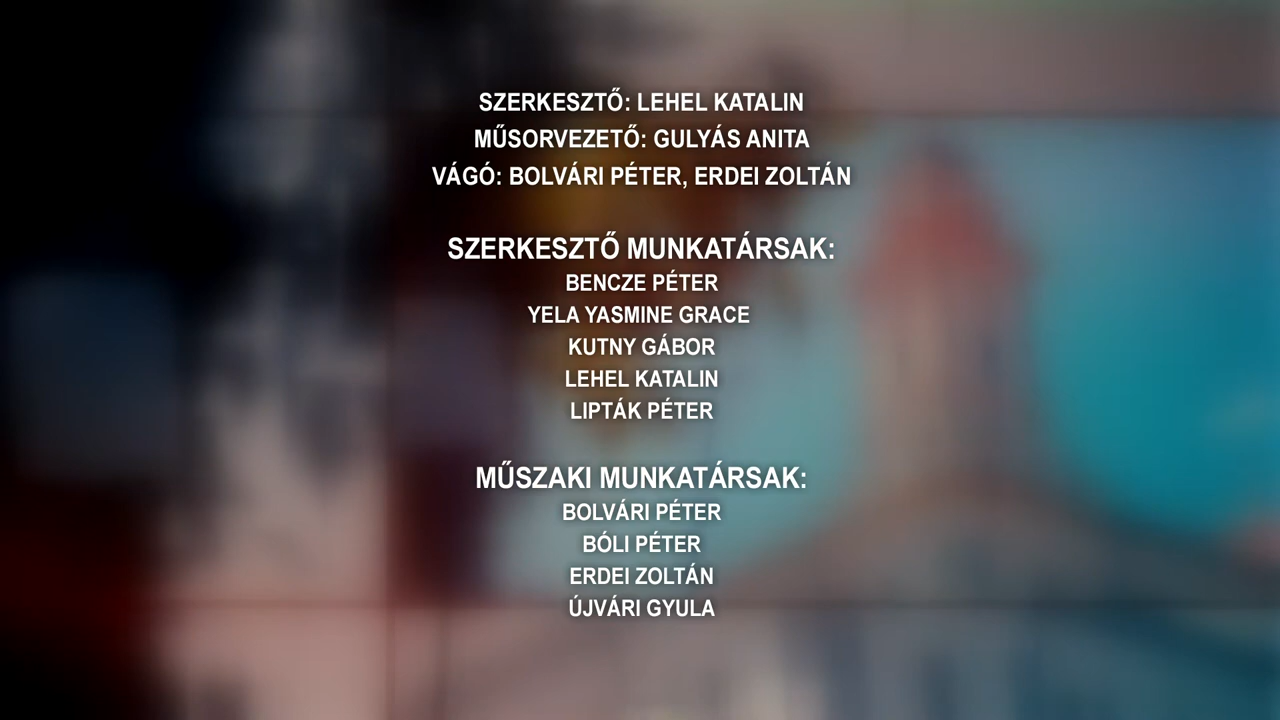 SZERKESZTŐ: LEHEL KATALIN
MŰSORVEZETŐ: GULYÁS ANITA
VÁGÓ: BOLVÁRI PÉTER, ERDEI ZOLTÁN
SZERKESZTŐ MUNKATÁRSAK:
BENCZE PÉTER
YELA YASMINE GRACE
KUTNY GÁBOR
LEHEL KATALIN
LIPTÁK PÉTER
MŰSZAKI MUNKATÁRSAK:
BOLVÁRI PÉTER
BÓLI PÉTER
ERDEI ZOLTÁN
ÚJVÁRI GYULA